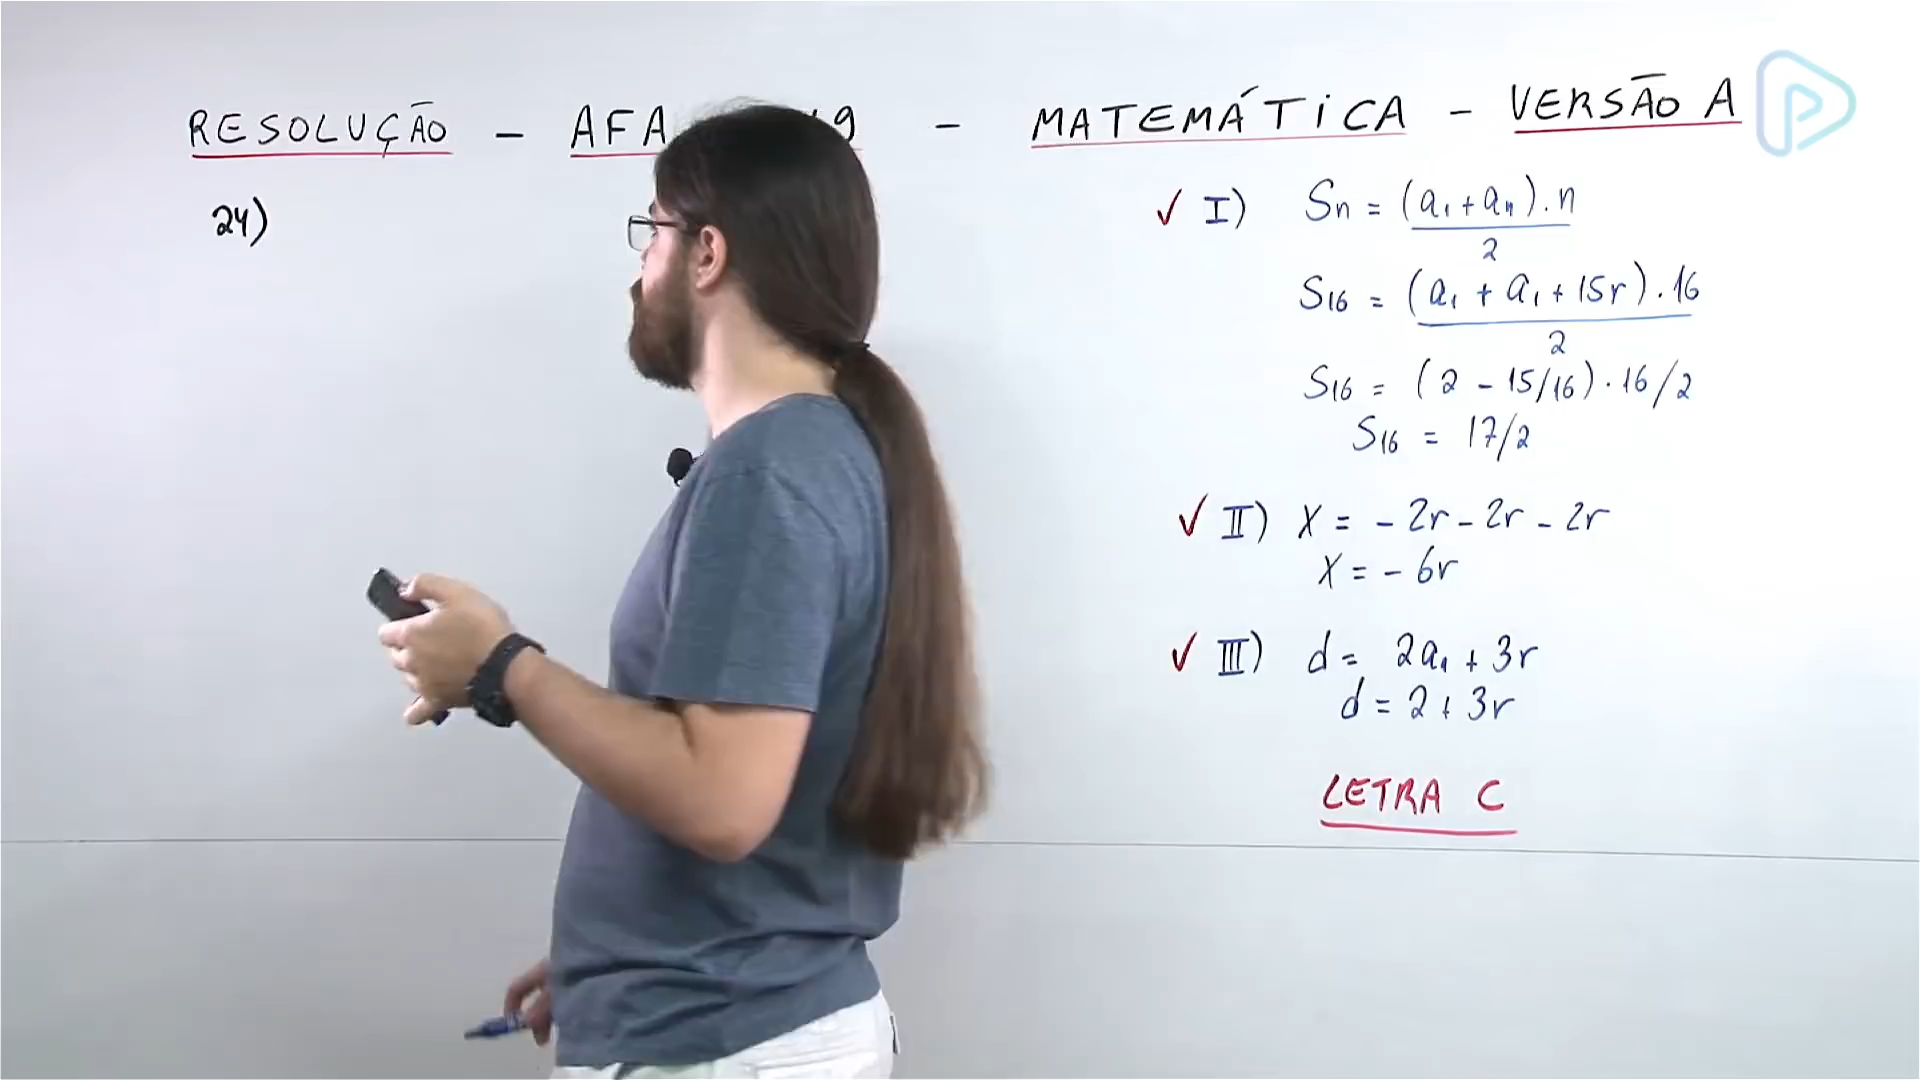 RESOLUÇÃO - AFA 9 - MATEMÁTICA - VERSÃO A
24)
✓ I) Sn = (a₁ + aₙ).n
2
S16 = (a₁ + a₁ + 15r).16
2
S16 = (2 - 15/16).16/2
S16 = 17/2
✓ II) X = - 2r - 2r - 2r
X = - 6r
✓ III) d = 2a₁ + 3r
d = 2 + 3r
LETRA C